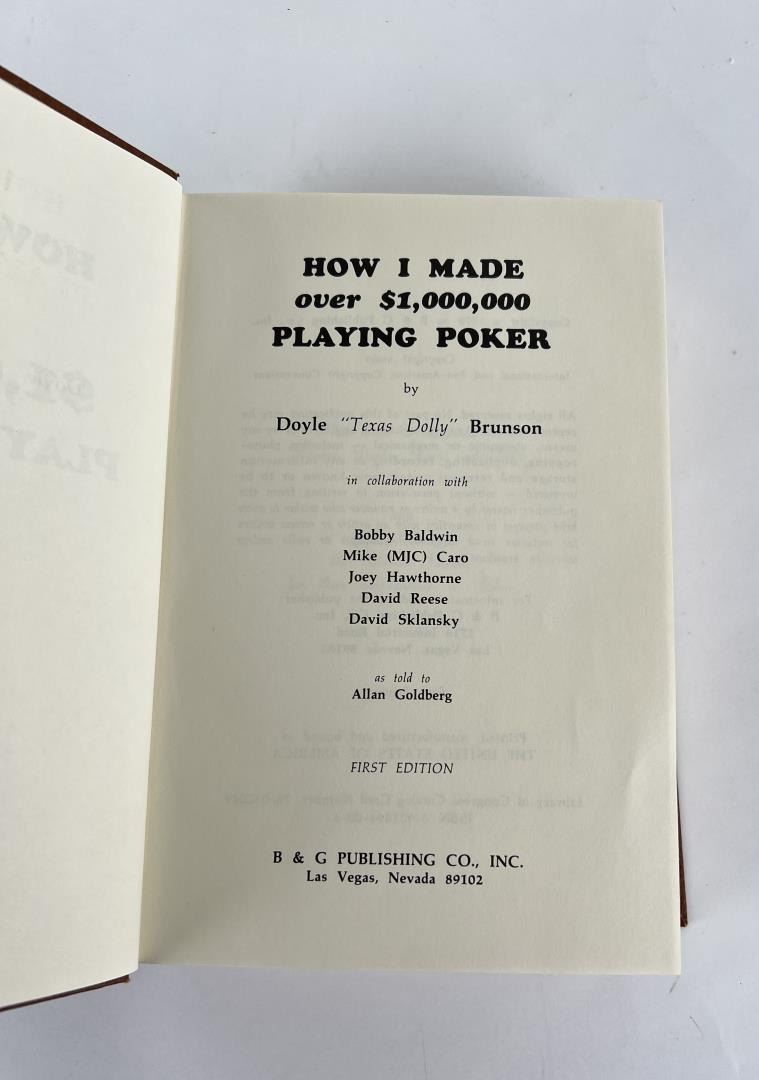 HOW I MADE
over $1,000,000
PLAYING POKER
by
Doyle "Texas Dolly" Brunson
in collaboration with
Bobby Baldwin
Mike (MJC) Caro
Joey Hawthorne
David Reese
David Sklansky
as told to
Allan Goldberg
FIRST EDITION
B & G PUBLISHING CO., INC.
Las Vegas, Nevada 89102